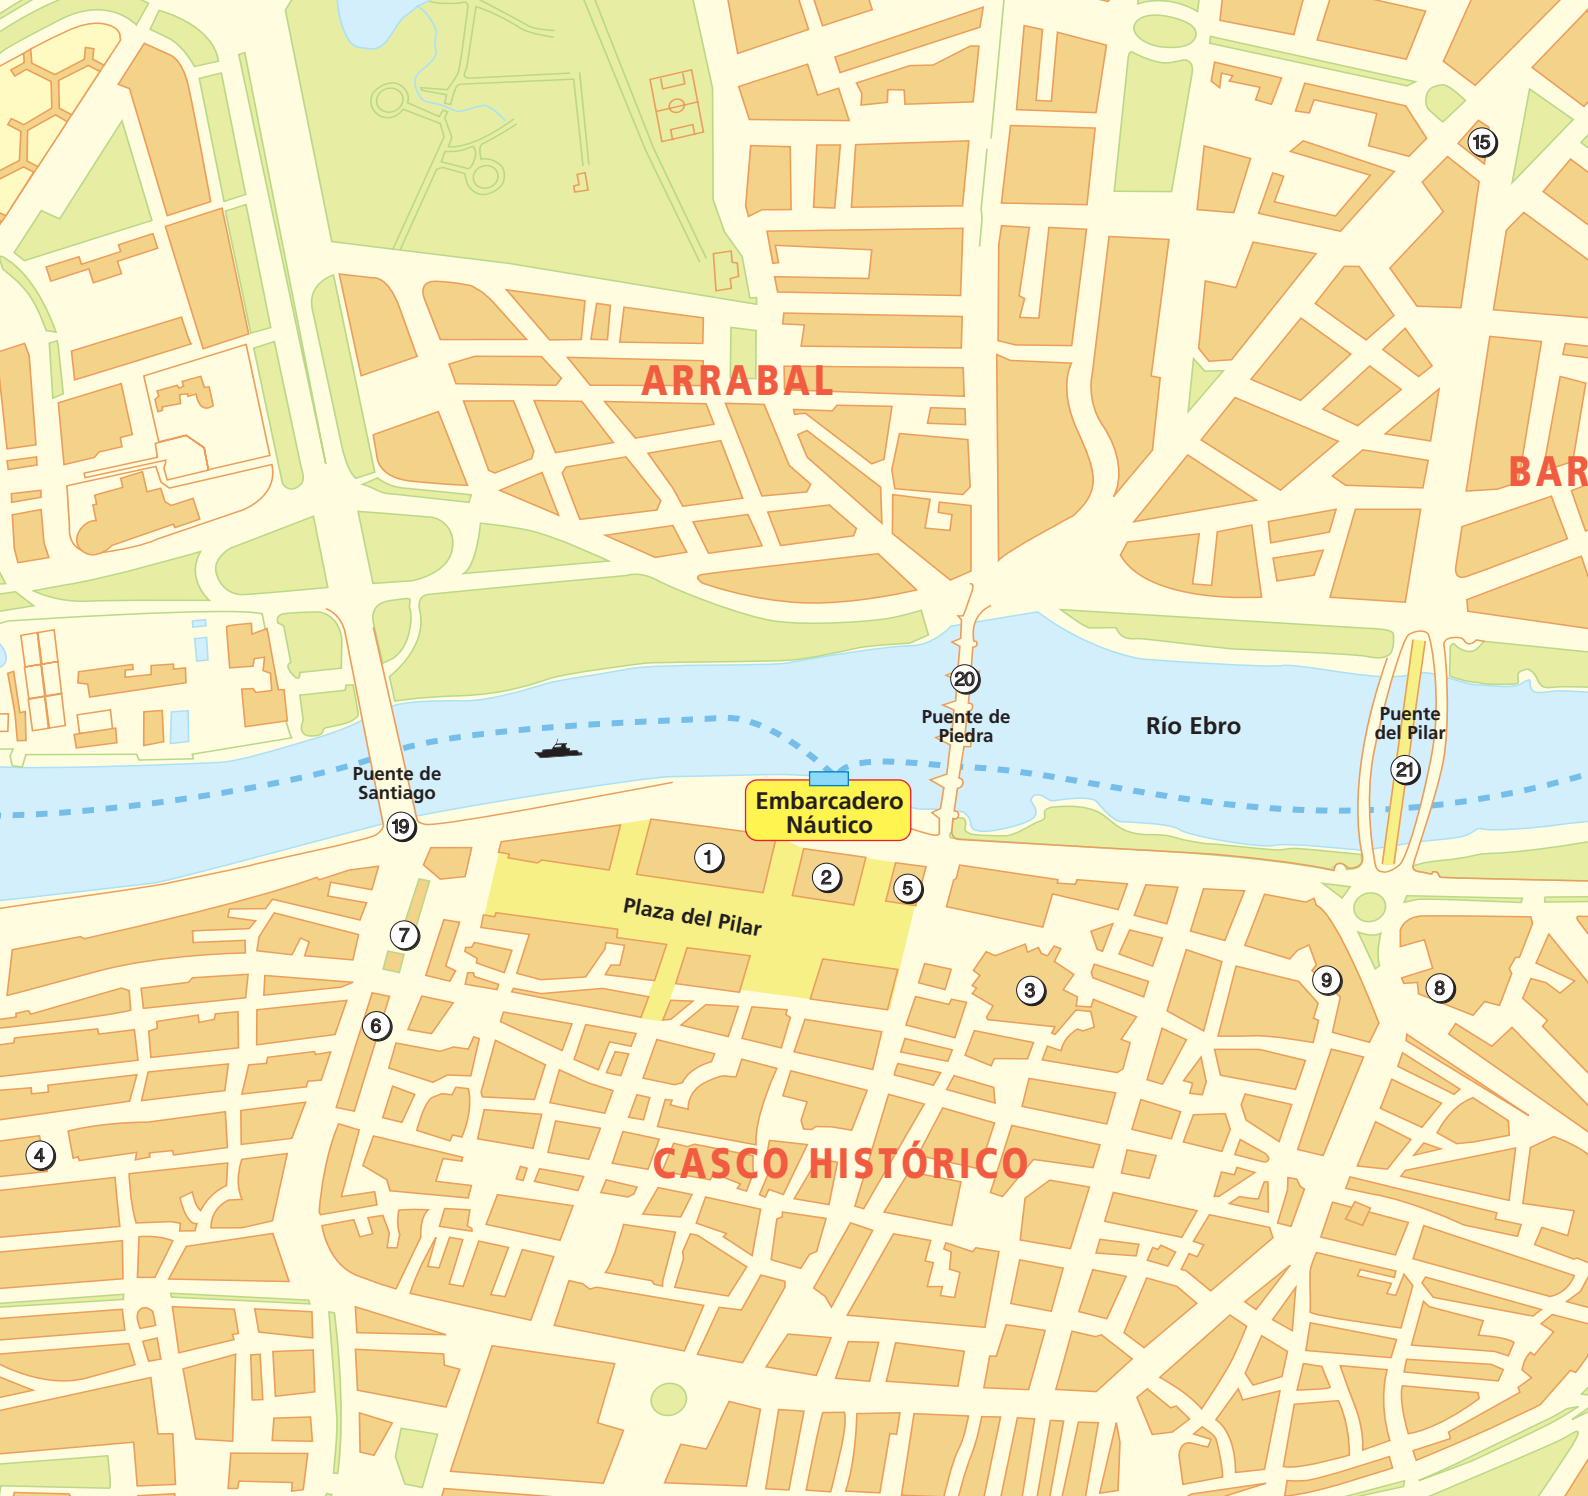 15
ARRABAL
BAR
20
Puente de
Piedra
Río Ebro
Puente
del Pilar
21
Puente de
Santiago
19
Embarcadero
Náutico
1
2
5
Plaza del Pilar
7
3
9
8
6
4
CASCO HISTÓRICO